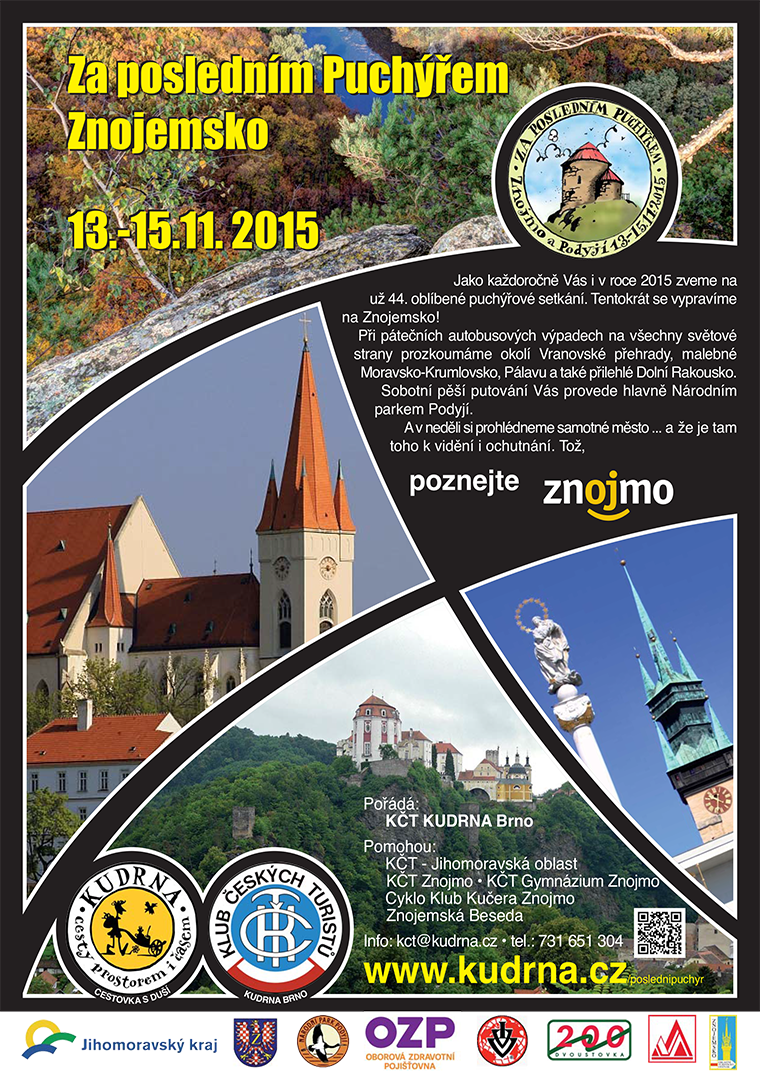 Za posledním Puchýřem
Znojemsko
13.-15.11. 2015
ZA POSLEDNÍM PUCHÝŘEM
Znojmo a Podyjí 13-15/11 2015
Jako každoročně Vás i v roce 2015 zveme na
už 44. oblíbené puchýřové setkání. Tentokrát se vypravíme
na Znojemsko!
Při pátečních autobusových výpadech na všechny světové
strany prozkoumáme okolí Vranovské přehrady, malebné
Moravsko-Krumlovsko, Pálavu a také přilehlé Dolní Rakousko.
Sobotní pěší putování Vás provede hlavně Národním
parkem Podyjí.
A v neděli si prohlédneme samotné město ... a že je tam
toho k vidění i ochutnání. Tož,
poznejte znojmo
Pořádá:
KČT KUDRNA Brno
Pomohou:
KČT - Jihomoravská oblast
KČT Znojmo • KČT Gymnázium Znojmo
Cyklo Klub Kučera Znojmo
Znojemská Beseda
Info: kct@kudrna.cz • tel.: 731 651 304
www.kudrna.cz/poslednipuchyr
KUDRNA
cesty prostorem i časem
CESTOVKA S DUŠÍ
KLUB ČESKÝCH TURISTŮ
KČT
KUDRNA BRNO
Jihomoravský kraj
NÁRODNÍ PARK PODYJÍ
OZP
OBOROVÁ ZDRAVOTNÍ
POJIŠŤOVNA
200
DVOUSTOVKA